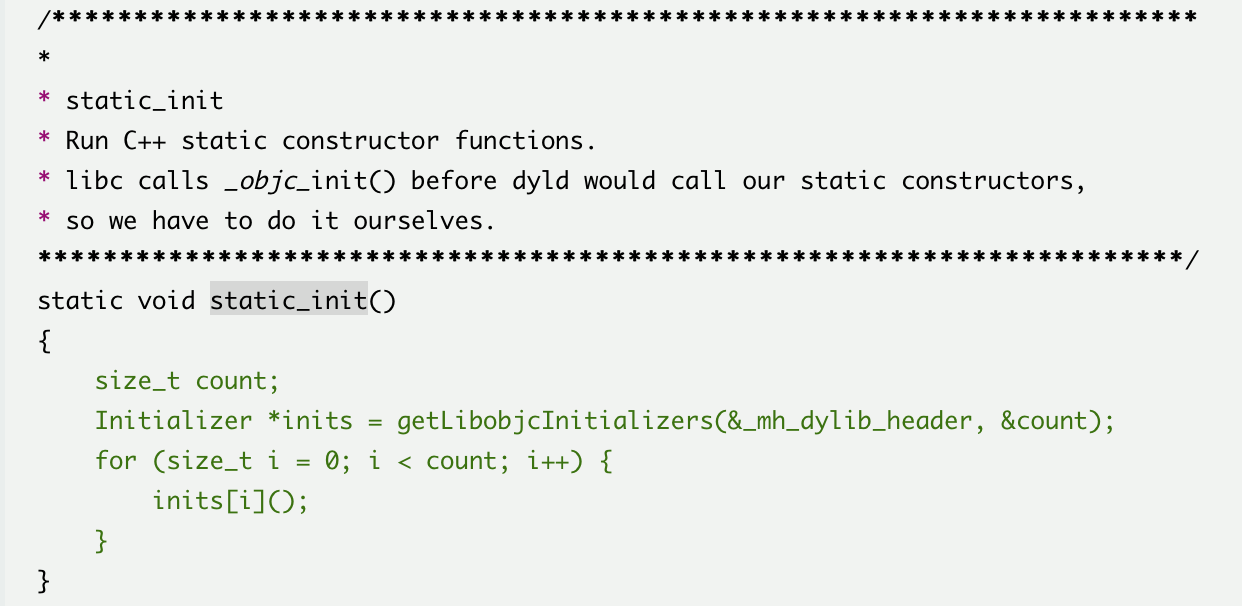 /***********************************************************************
*
* static_init
* Run C++ static constructor functions.
* libc calls _objc_init() before dyld would call our static constructors,
* so we have to do it ourselves.
***********************************************************************/
static void static_init()
{
    size_t count;
    Initializer *inits = getLibobjcInitializers(&_mh_dylib_header, &count);
    for (size_t i = 0; i < count; i++) {
        inits[i]();
    }
}